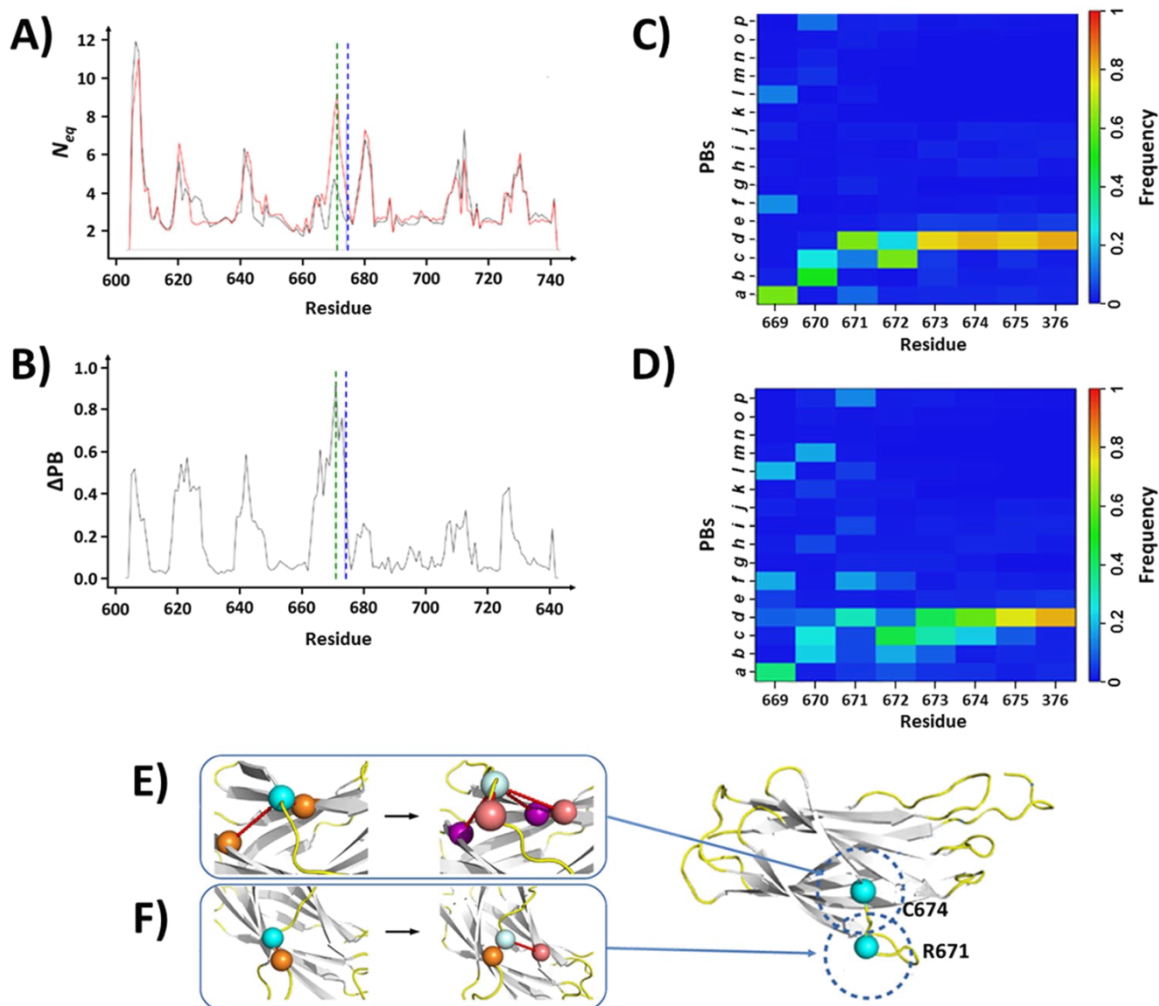 A)
N_eq
12
10
8
6
4
2
600 620 640 660 680 700 720 740
Residue
B)
ΔPB
1.0
0.8
0.6
0.4
0.2
0.0
600 620 640 660 680 700 720 640
Residue
C)
PBs
p
o
n
m
l
k
j
i
h
g
f
e
d
c
b
a
669 670 671 672 673 674 675 376
Residue
1
0.8
0.6
0.4
0.2
0
Frequency
D)
PBs
p
o
n
m
l
k
j
i
h
g
f
e
d
c
b
a
669 670 671 672 673 674 675 376
Residue
1
0.8
0.6
0.4
0.2
0
Frequency
E)
F)
C674
R671